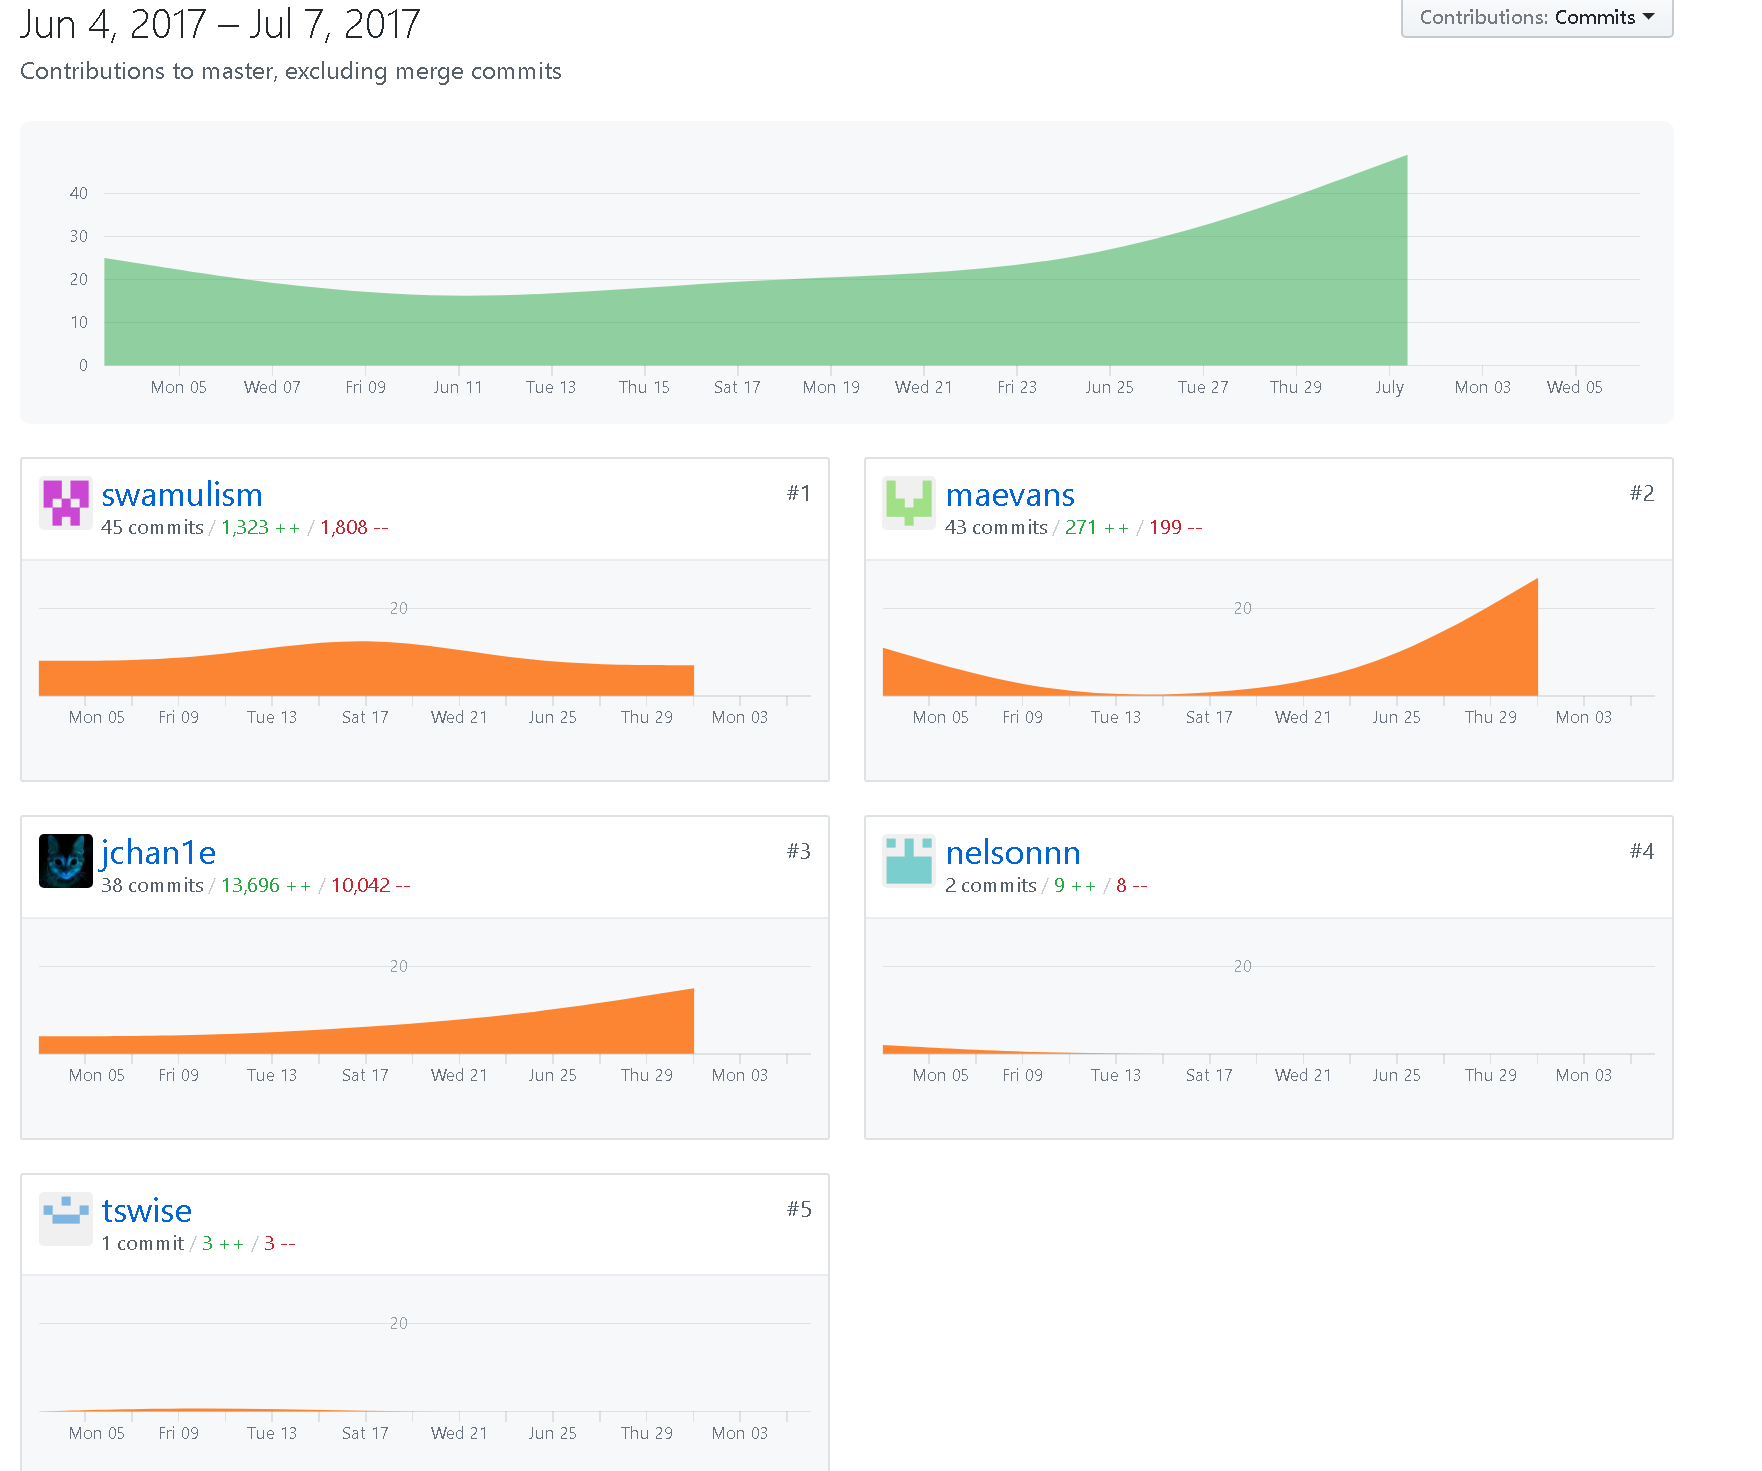 Jun 4, 2017 – Jul 7, 2017
Contributions: Commits
Contributions to master, excluding merge commits
40
30
20
10
0
Mon 05 Wed 07 Fri 09 Jun 11 Tue 13 Thu 15 Sat 17 Mon 19 Wed 21 Fri 23 Jun 25 Tue 27 Thu 29 July Mon 03 Wed 05
swamulism #1
45 commits / 1,323 ++ / 1,808 --
20
Mon 05 Fri 09 Tue 13 Sat 17 Wed 21 Jun 25 Thu 29 Mon 03
maevans #2
43 commits / 271 ++ / 199 --
20
Mon 05 Fri 09 Tue 13 Sat 17 Wed 21 Jun 25 Thu 29 Mon 03
jchan1e #3
38 commits / 13,696 ++ / 10,042 --
20
Mon 05 Fri 09 Tue 13 Sat 17 Wed 21 Jun 25 Thu 29 Mon 03
nelsonnn #4
2 commits / 9 ++ / 8 --
20
Mon 05 Fri 09 Tue 13 Sat 17 Wed 21 Jun 25 Thu 29 Mon 03
tswise #5
1 commit / 3 ++ / 3 --
20
Mon 05 Fri 09 Tue 13 Sat 17 Wed 21 Jun 25 Thu 29 Mon 03